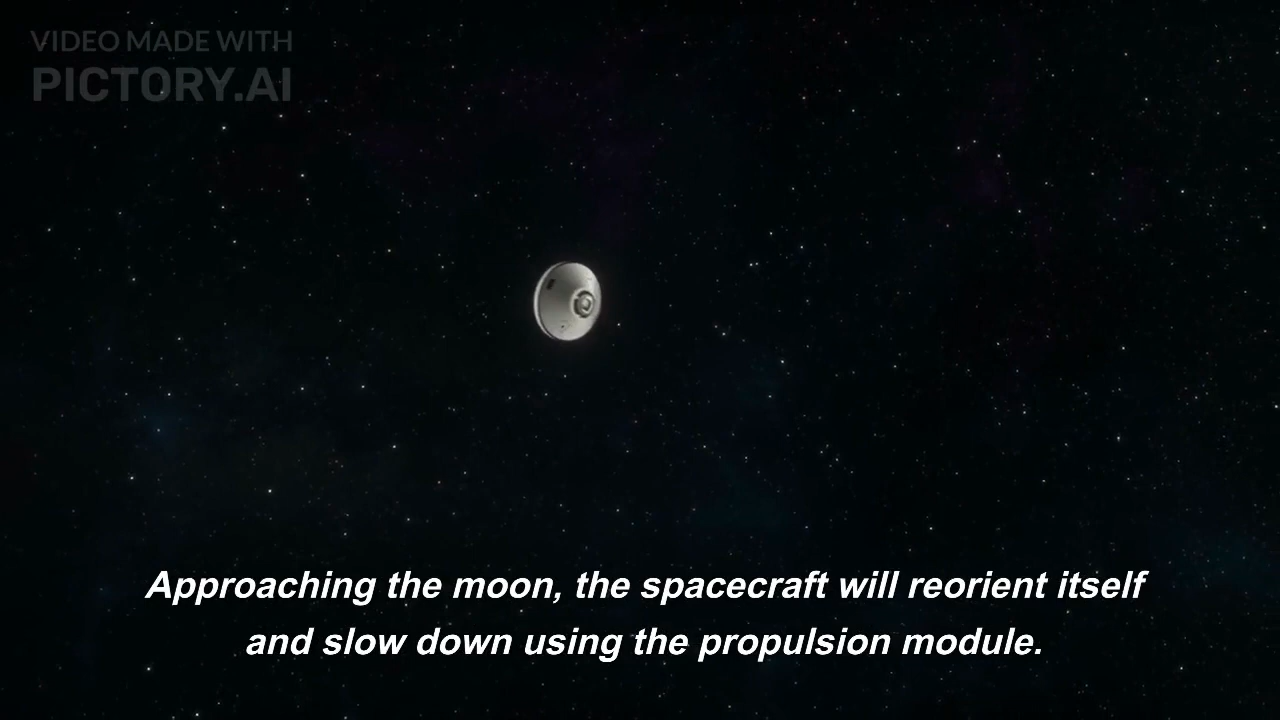 VIDEO MADE WITH
PICTORY.AI
Approaching the moon, the spacecraft will reorient itself
and slow down using the propulsion module.